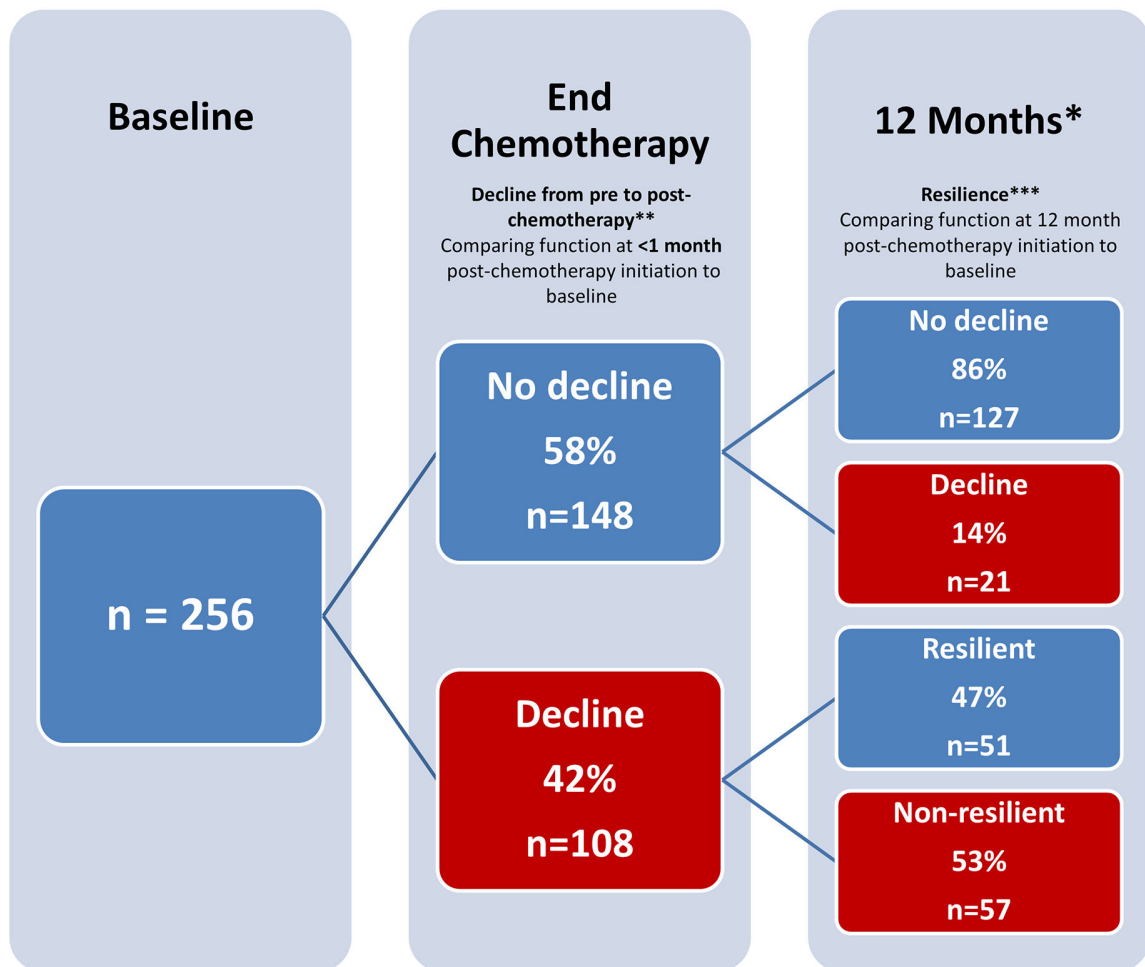 Baseline
n = 256
End
Chemotherapy
Decline from pre to post-
chemotherapy**
Comparing function at <1 month
post-chemotherapy initiation to
baseline
No decline
58%
n=148
Decline
42%
n=108
12 Months*
Resilience***
Comparing function at 12 month
post-chemotherapy initiation to
baseline
No decline
86%
n=127
Decline
14%
n=21
Resilient
47%
n=51
Non-resilient
53%
n=57